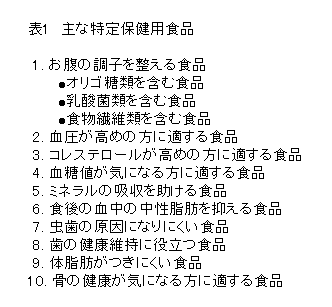 表1　主な特定保健用食品
1. お腹の調子を整える食品
●オリゴ糖類を含む食品
●乳酸菌類を含む食品
●食物繊維類を含む食品
2. 血圧が高めの方に適する食品
3. コレステロールが高めの方に適する食品
4. 血糖値が気になる方に適する食品
5. ミネラルの吸収を助ける食品
6. 食後の血中の中性脂肪を抑える食品
7. 虫歯の原因になりにくい食品
8. 歯の健康維持に役立つ食品
9. 体脂肪がつきにくい食品
10. 骨の健康が気になる方に適する食品